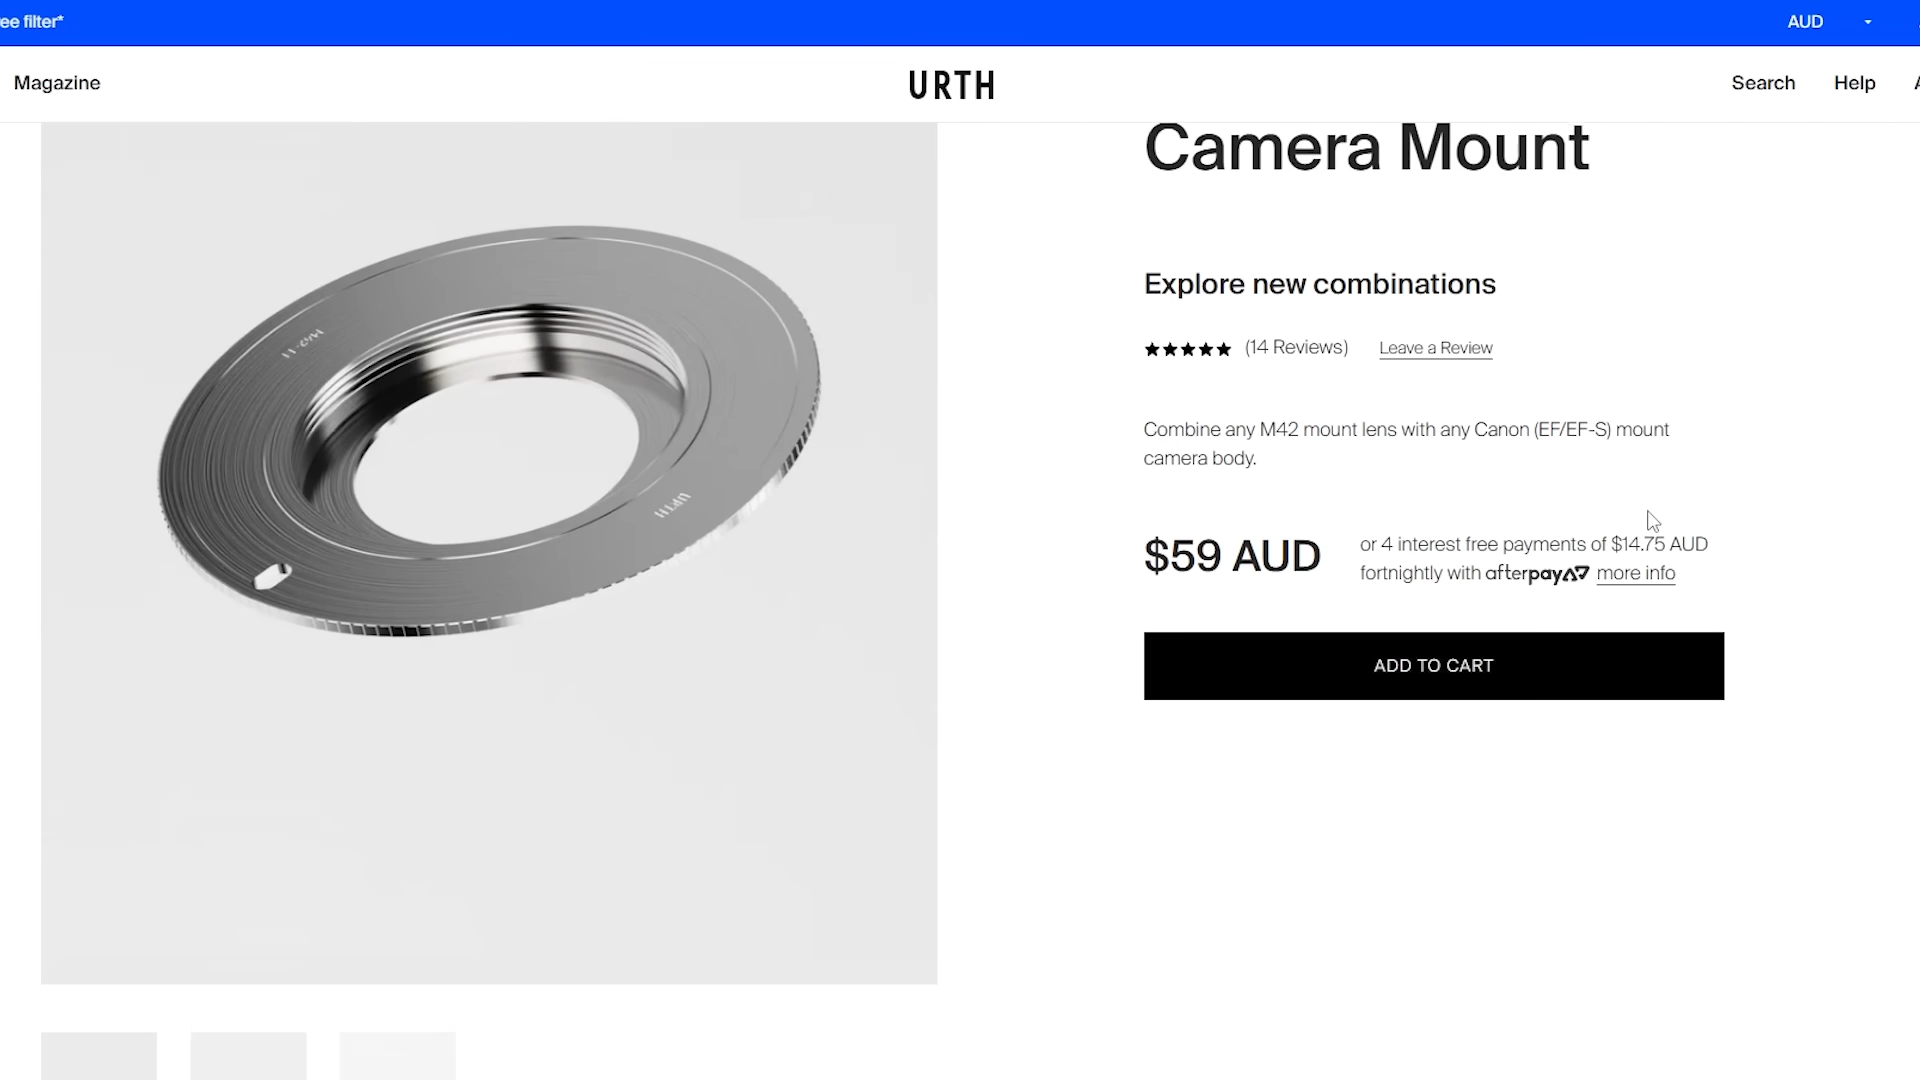 ee filter*
AUD
Magazine
URTH
Search
Help
Camera Mount
Explore new combinations
(14 Reviews)
Leave a Review
Combine any M42 mount lens with any Canon (EF/EF-S) mount
camera body.
$59 AUD
or 4 interest free payments of $14.75 AUD
fortnightly with afterpay more info
ADD TO CART
URTH